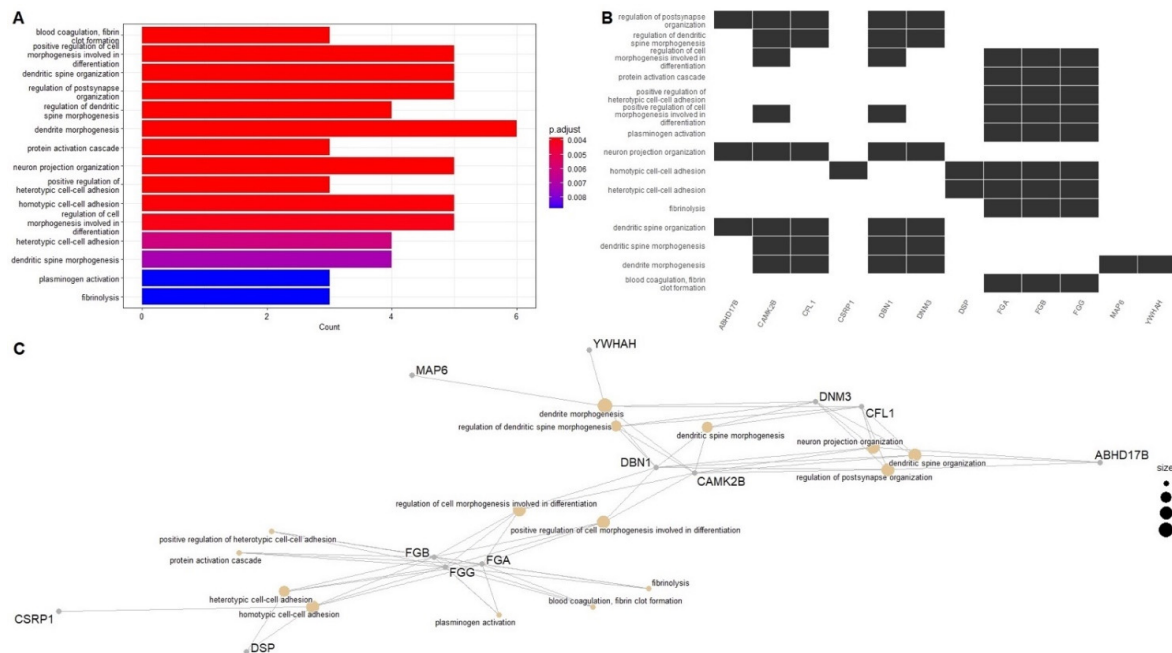 A
blood coagulation, fibrin
clot formation
positive regulation of cell
morphogenesis involved in
differentiation
dendritic spine organization
regulation of postsynapse
organization
regulation of dendritic
spine morphogenesis
dendrite morphogenesis
protein activation cascade
neuron projection organization
positive regulation of
heterotypic cell-cell adhesion
homotypic cell-cell adhesion
regulation of cell
morphogenesis involved in
differentiation
heterotypic cell-cell adhesion
dendritic spine morphogenesis
plasminogen activation
fibrinolysis
0
2
4
6
Count
p.adjust
0.004
0.005
0.006
0.007
0.008
B
regulation of postsynapse
organization
regulation of dendritic
spine morphogenesis
regulation of cell
morphogenesis involved in
differentiation
protein activation cascade
positive regulation of
heterotypic cell-cell adhesion
positive regulation of cell
morphogenesis involved in
differentiation
plasminogen activation
neuron projection organization
homotypic cell-cell adhesion
heterotypic cell-cell adhesion
fibrinolysis
dendritic spine organization
dendritic spine morphogenesis
dendrite morphogenesis
blood coagulation, fibrin
clot formation
ABHD17B
CAMK2B
CFL1
CSRP1
DBN1
DNM3
DSP
FGA
FGB
FGG
MAP6
YWHAH
C
YWHAH
MAP6
DNM3
CFL1
dendrite morphogenesis
regulation of dendritic spine morphogenesis
dendritic spine morphogenesis
neuron projection organization
ABHD17B
DBN1
dendritic spine organization
CAMK2B
regulation of postsynapse organization
size
regulation of cell morphogenesis involved in differentiation
positive regulation of cell morphogenesis involved in differentiation
positive regulation of heterotypic cell-cell adhesion
protein activation cascade
FGB
FGA
FGG
fibrinolysis
heterotypic cell-cell adhesion
blood coagulation, fibrin clot formation
CSRP1
homotypic cell-cell adhesion
plasminogen activation
DSP